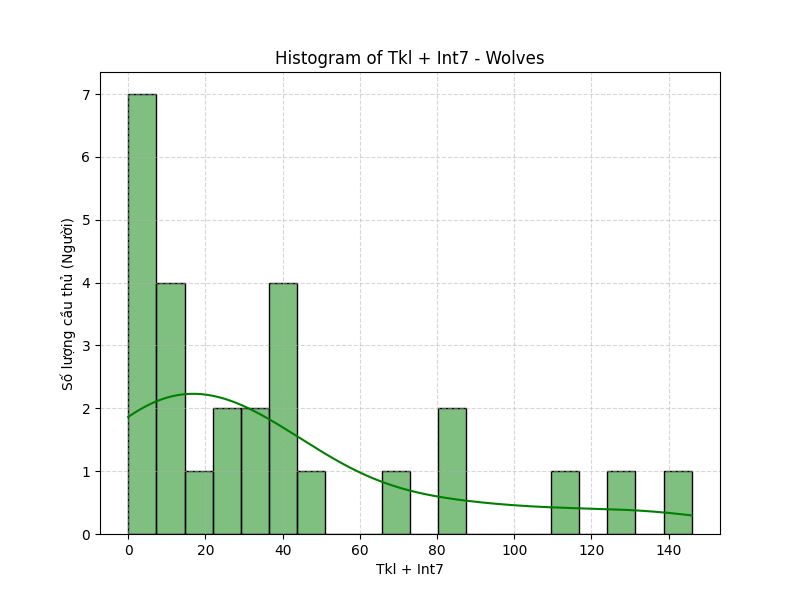 Histogram of Tkl + Int7 - Wolves
Số lượng cầu thủ (Người)
7
6
5
4
3
2
1
0
0 20 40 60 80 100 120 140
Tkl + Int7